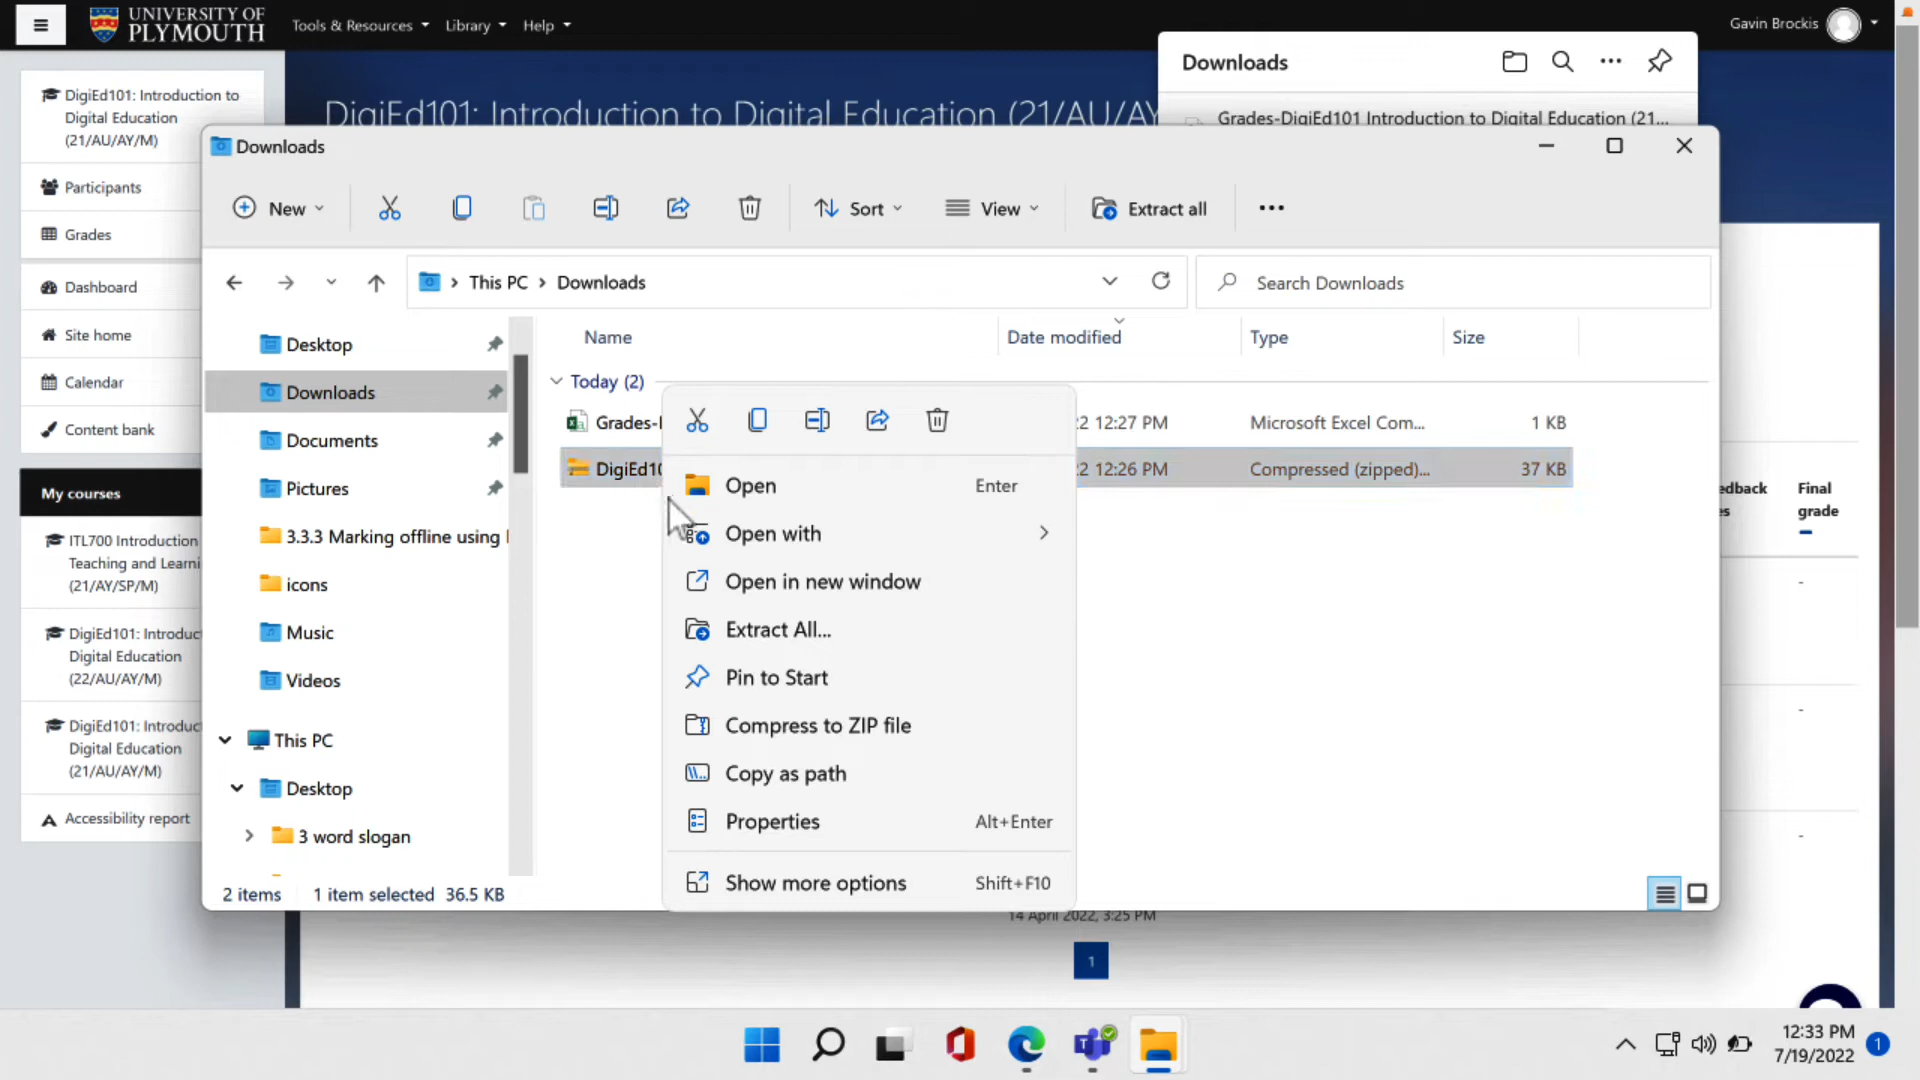 UNIVERSITY OF
PLYMOUTH
Tools & Resources
Library
Help
Gavin Brockis
DigiEd101: Introduction to
Digital Education
(21/AU/AY/M)
Participants
Grades
Dashboard
Site home
Calendar
Content bank
My courses
ITL700 Introduction
Teaching and Learni
(21/AY/SP/M)
DigiEd101: Introduc
Digital Education
(22/AU/AY/M)
DigiEd101: Introduc
Digital Education
(21/AU/AY/M)
Accessibility report
DigiEd101: Introduction to Digital Education (21/AU/AY
Downloads
Grades-DigiEd101 Introduction to Digital Education (21...
Downloads
New
Sort
View
Extract all
This PC
Downloads
Search Downloads
Desktop
Downloads
Documents
Pictures
3.3.3 Marking offline using
icons
Music
Videos
This PC
Desktop
3 word slogan
Name
Date modified
Type
Size
Today (2)
Grades-
2 12:27 PM
Microsoft Excel Com...
1 KB
DigiEd10
2 12:26 PM
Compressed (zipped)...
37 KB
Open
Enter
Open with
Open in new window
Extract All...
Pin to Start
Compress to ZIP file
Copy as path
Properties
Alt+Enter
Show more options
Shift+F10
2 items
1 item selected 36.5 KB
edback
es
Final
grade
-
-
-
14 April 2022, 3:25 PM
1
12:33 PM
7/19/2022
1